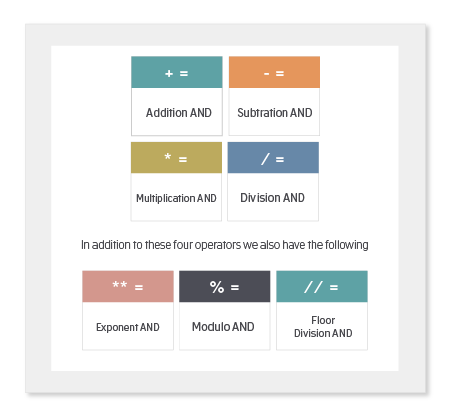 + =
- =
Addition AND
Subtration AND
* =
/ =
Multiplication AND
Division AND
In addition to these four operators we also have the following
** =
% =
// =
Exponent AND
Modulo AND
Floor
Division AND